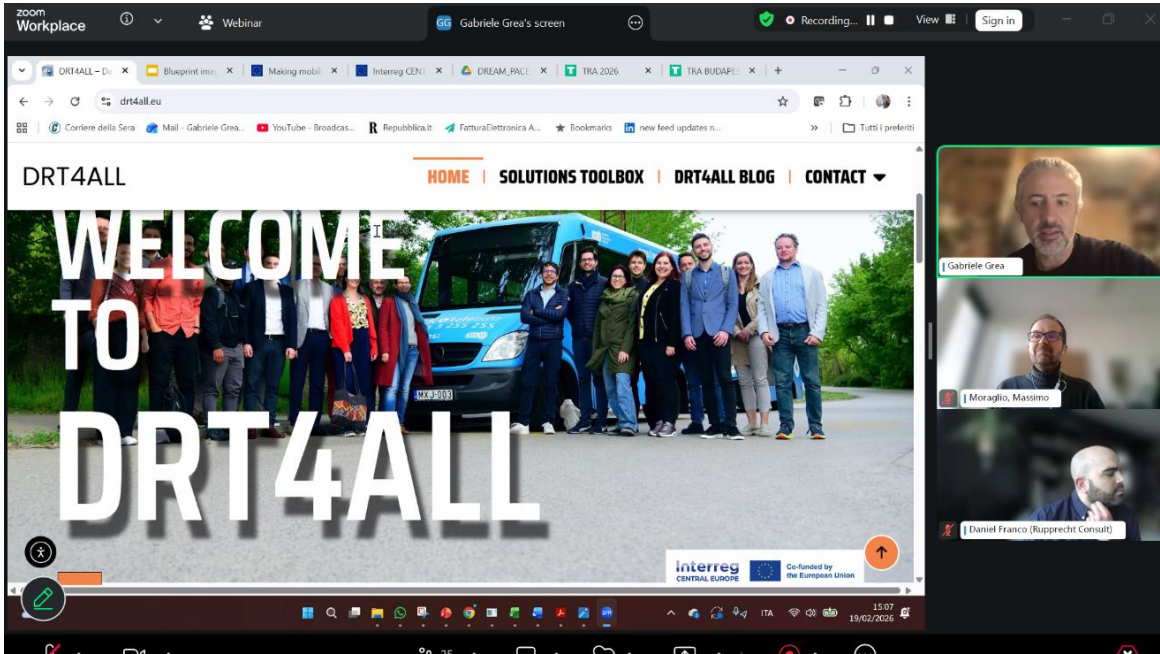 zoom
Workplace
Webinar
GG Gabriele Grea's screen
Recording...
View
Sign in
DRT4ALL – D
Blueprint ima
Making mobil
Interreg CENT
DREAM_PACE
TRA 2026
TRA BUDAPES
drt4all.eu
Corriere della Sera
Mail - Gabriele Grea...
YouTube - Broadcas...
Repubblica.it
FatturaElettronica A...
Bookmarks
new feed updates n...
»
Tutti i preferiti
DRT4ALL
HOME | SOLUTIONS TOOLBOX | DRT4ALL BLOG | CONTACT
WELCOME
TO
DRT4ALL
MXJ-003
Interreg
CENTRAL EUROPE
Co-funded by
the European Union
Gabriele Grea
Moraglio, Massimo
Daniel Franco (Rupprecht Consult)
ITA
15:07
19/02/2026